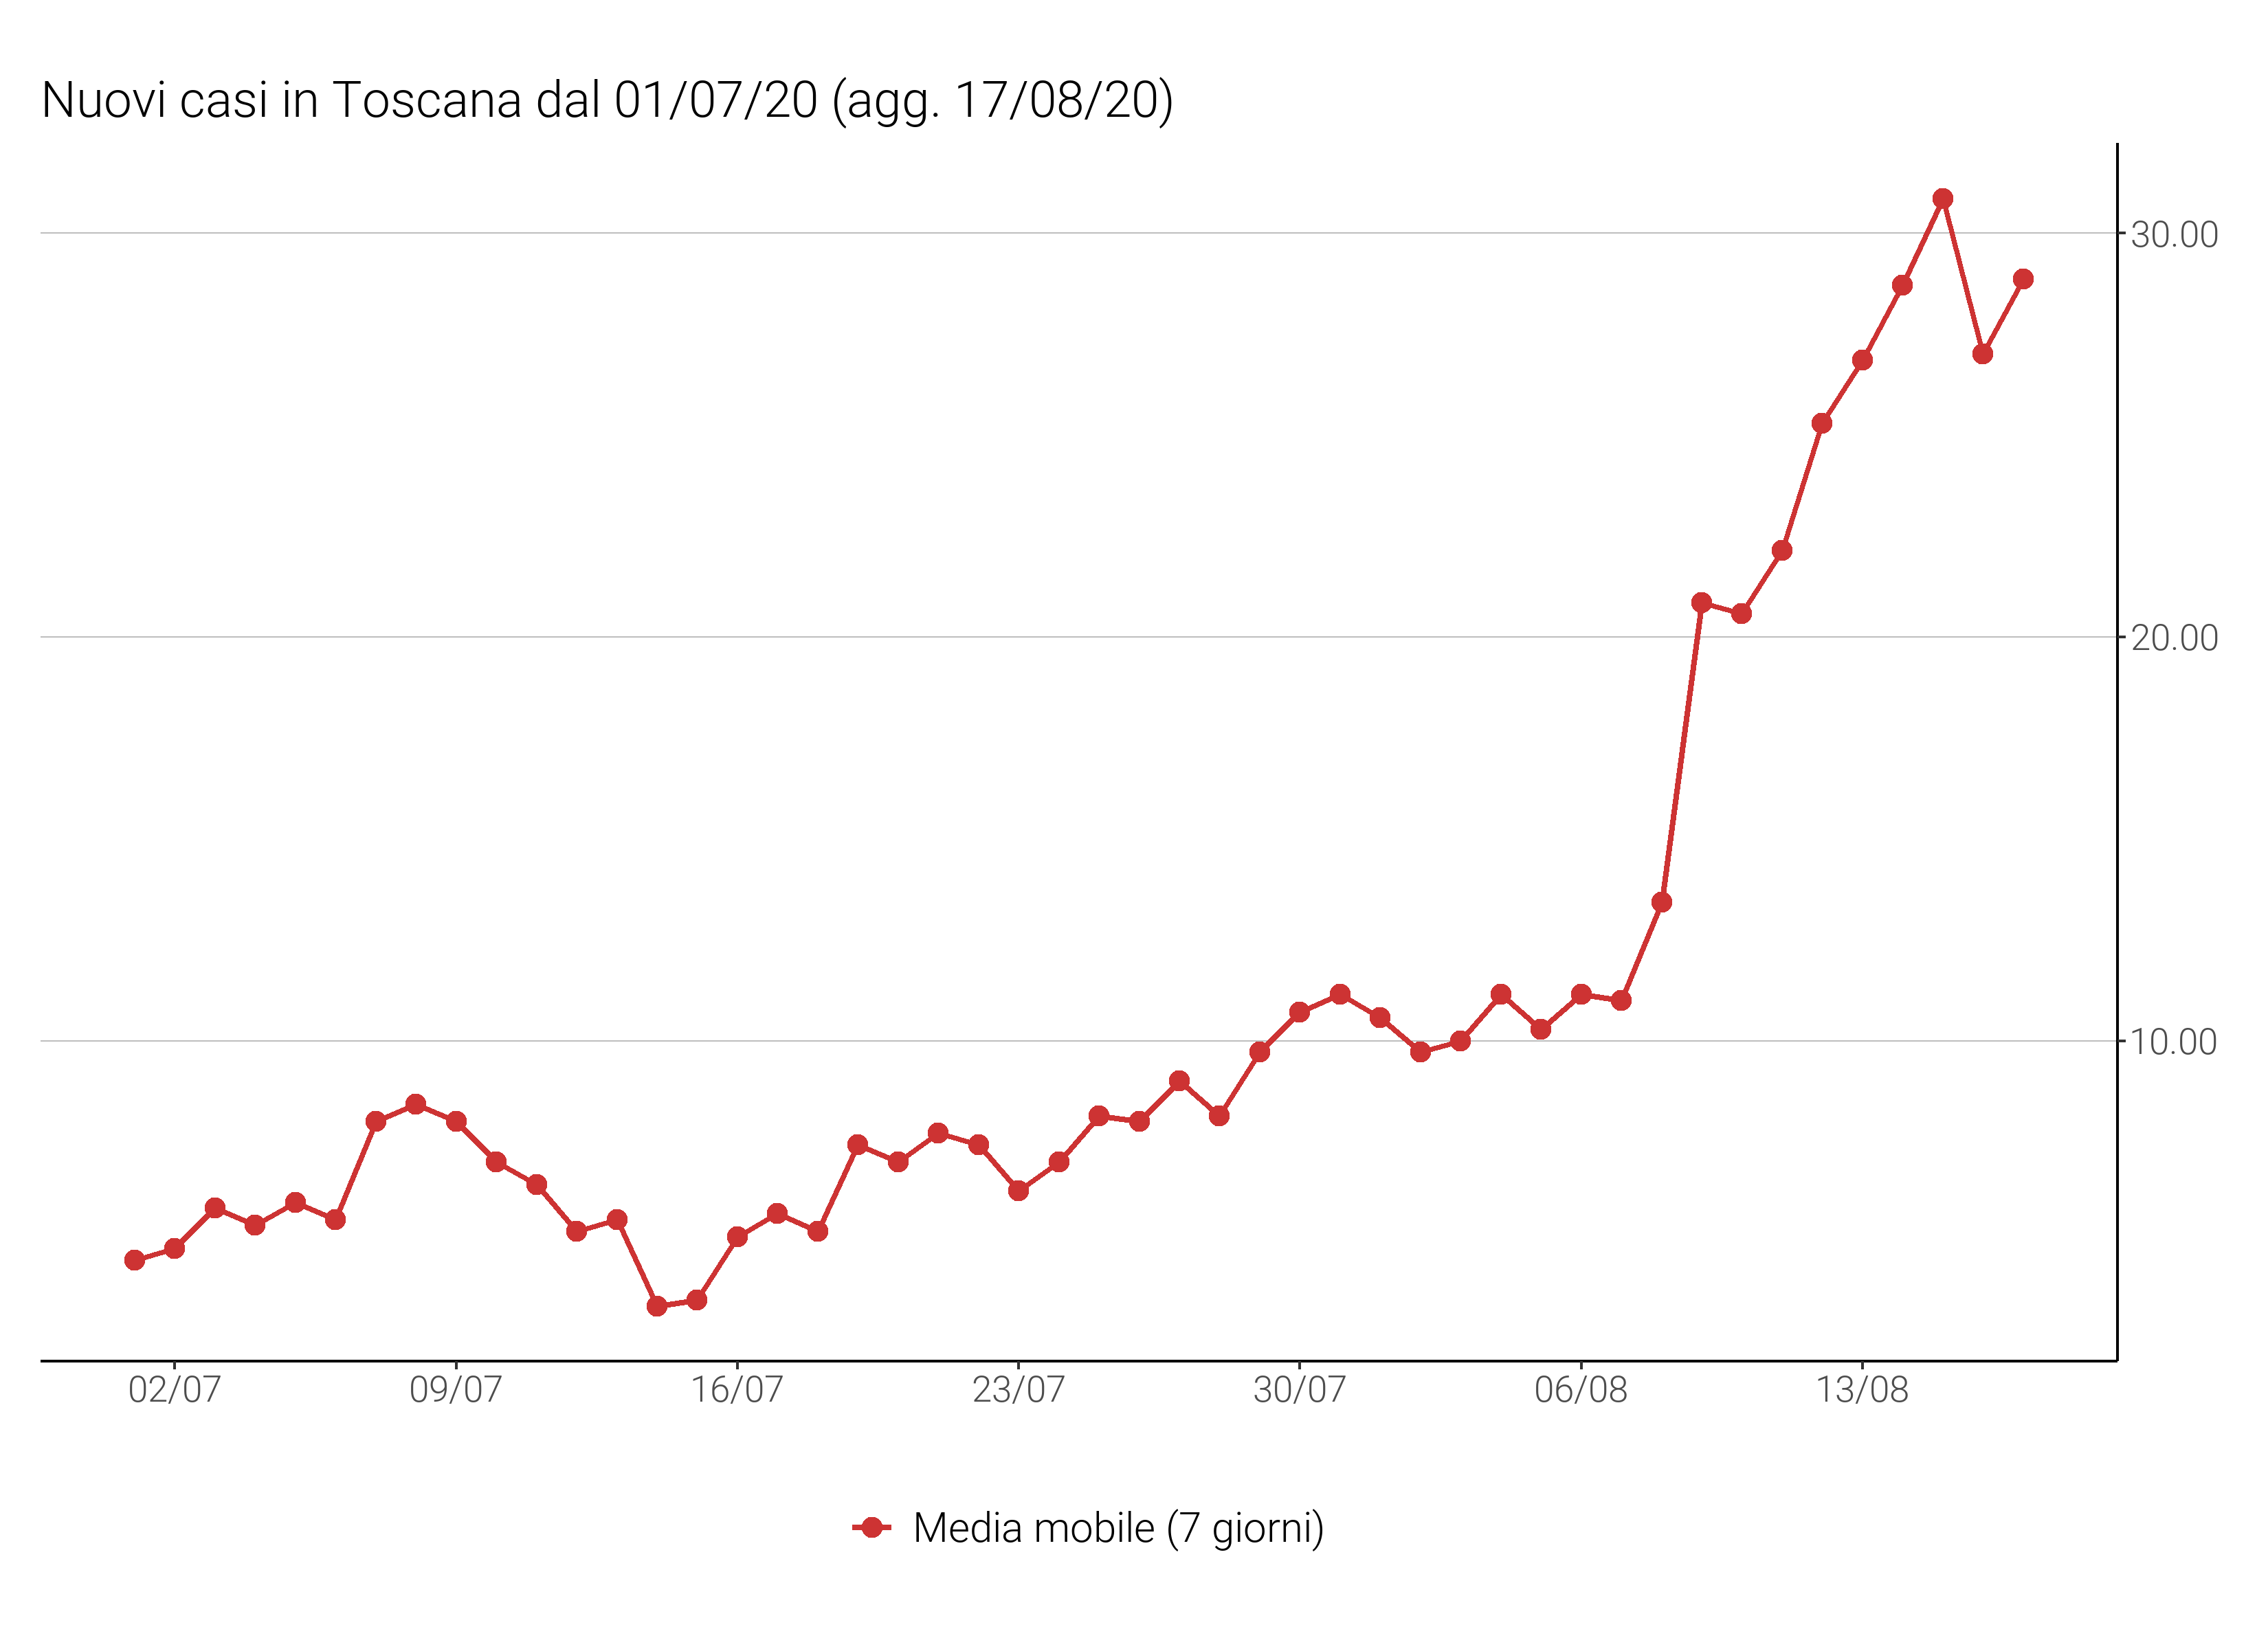 Nuovi casi in Toscana dal 01/07/20 (agg. 17/08/20)
30.00
20.00
10.00
02/07 09/07 16/07 23/07 30/07 06/08 13/08
Media mobile (7 giorni)